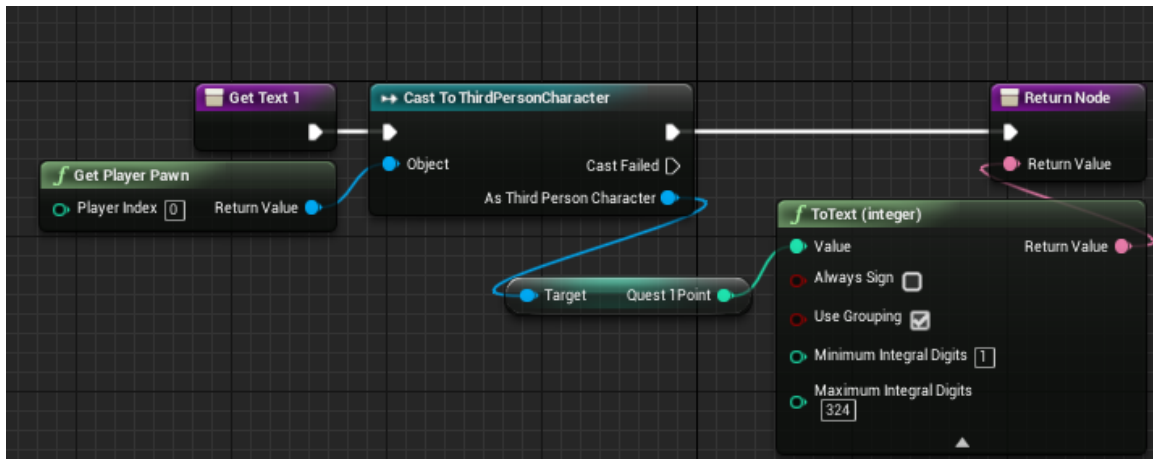 Get Text 1
Cast To ThirdPersonCharacter
Return Node
Object
Cast Failed
Return Value
Get Player Pawn
As Third Person Character
Player Index 0
Return Value
ToText (integer)
Target
Quest 1Point
Value
Return Value
Always Sign
Use Grouping
Minimum Integral Digits 1
Maximum Integral Digits
324